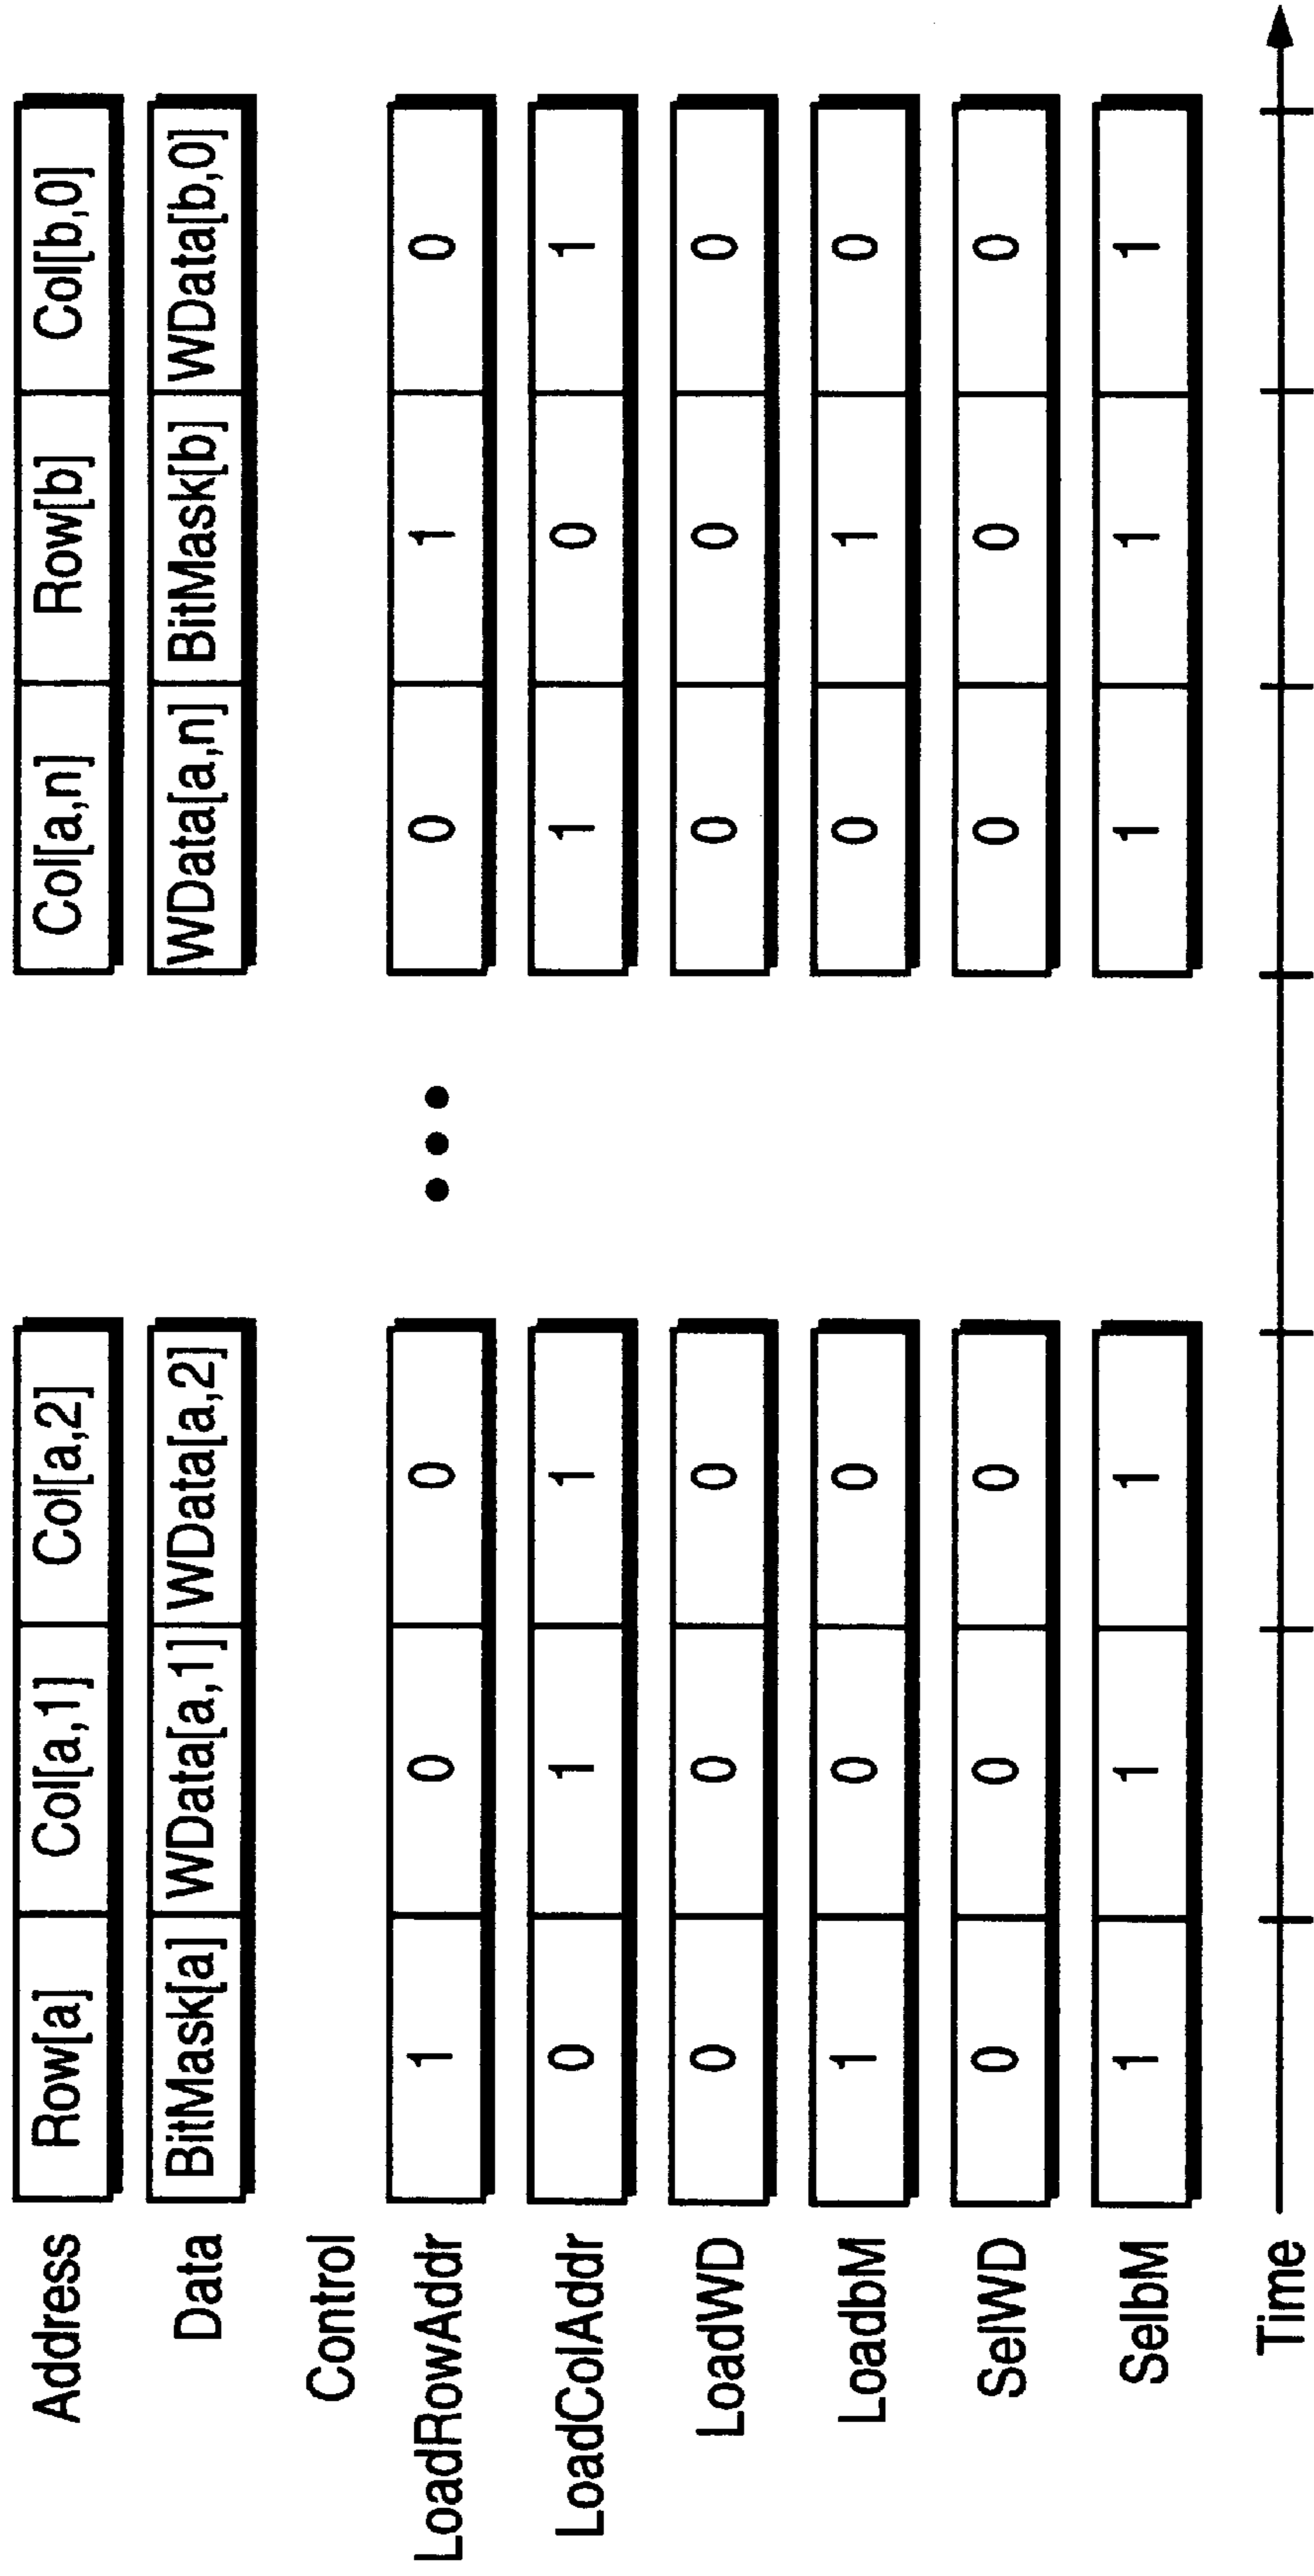 Address Row[a] Col[a,1] Col[a,2] Col[a,n] Row[b] Col[b,0]
Data BitMask[a] WData[a,1] WData[a,2] WData[a,n] BitMask[b] WData[b,0]
Control
LoadRowAddr 1 0 0 ••• 0 1 0
LoadColAddr 0 1 1 1 0 1
LoadWD 0 0 0 0 0 0
LoadbM 1 0 0 0 1 0
SelWD 0 0 0 0 0 0
SelbM 1 1 1 1 1 1
Time